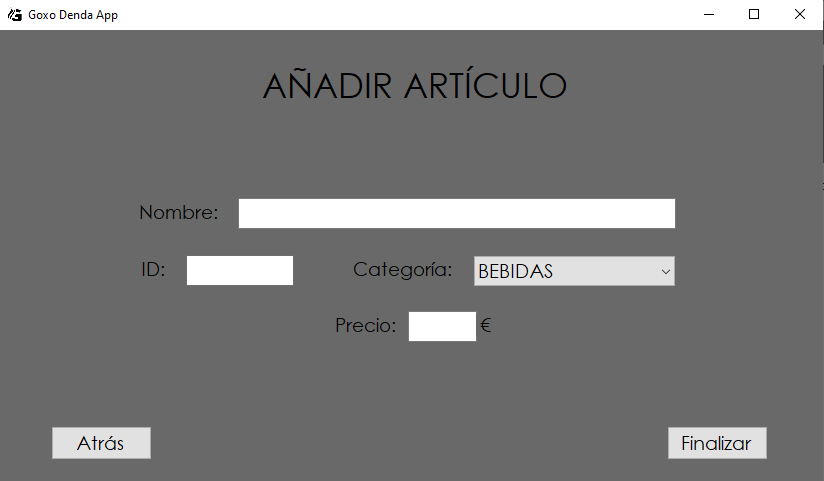 Goxo Denda App
AÑADIR ARTÍCULO
Nombre:
ID:
Categoría:
BEBIDAS
Precio:
€
Atrás
Finalizar